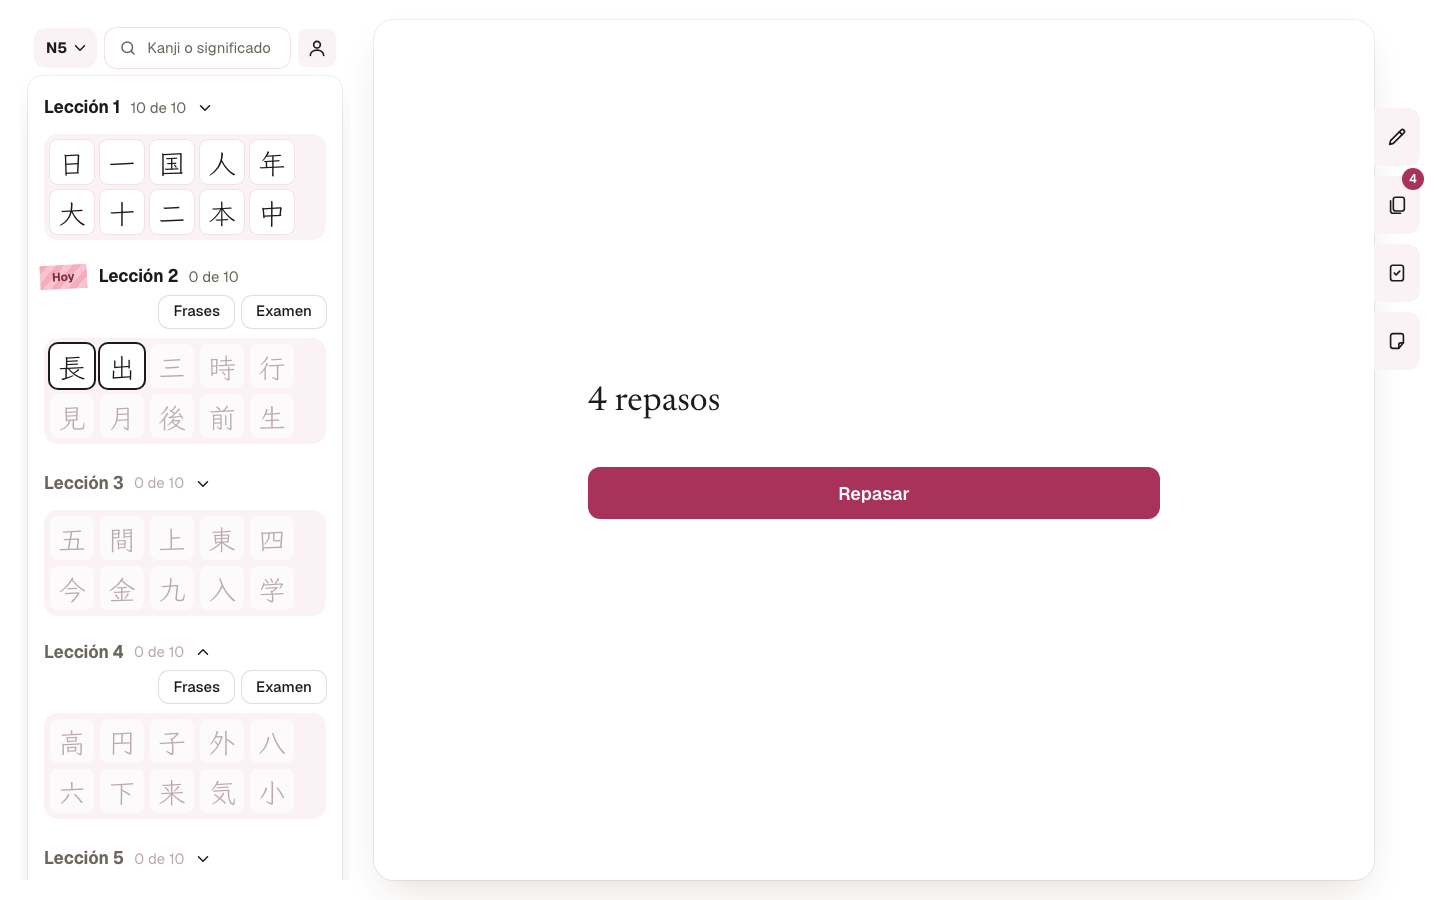 N5
Kanji o significado
Lección 1 10 de 10
日 一 国 人 年
大 十 二 本 中
Hoy Lección 2 0 de 10
Frases Examen
長 出 三 時 行
見 月 後 前 生
Lección 3 0 de 10
五 間 上 東 四
今 金 九 入 学
Lección 4 0 de 10
Frases Examen
高 円 子 外 八
六 下 来 気 小
Lección 5 0 de 10
4 repasos
Repasar
4